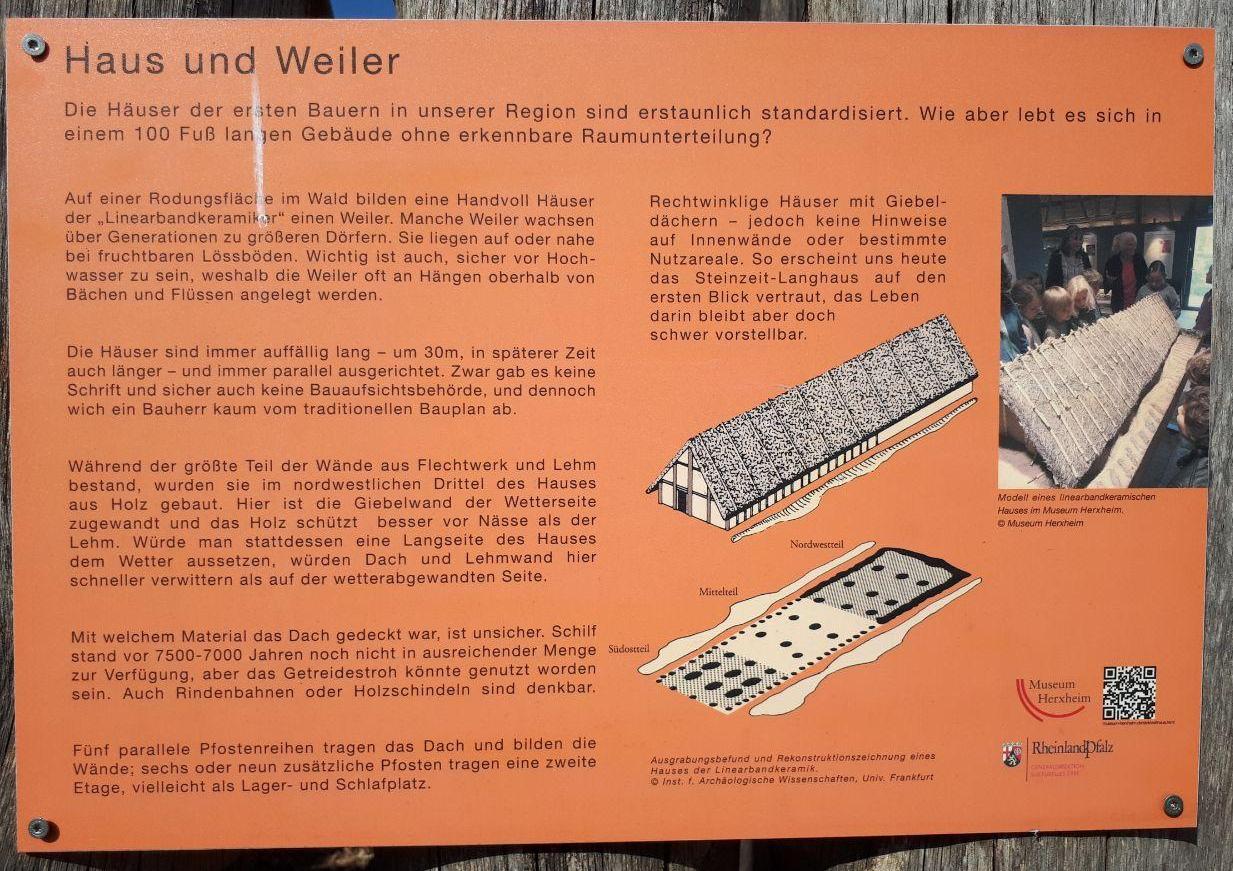 Haus und Weiler
Die Häuser der ersten Bauern in unserer Region sind erstaunlich standardisiert. Wie aber lebt es sich in
einem 100 Fuß langen Gebäude ohne erkennbare Raumunterteilung?
Auf einer Rodungsfläche im Wald bilden eine Handvoll Häuser
der „Linearbandkeramiker“ einen Weiler. Manche Weiler wachsen
über Generationen zu größeren Dörfern. Sie liegen auf oder nahe
bei fruchtbaren Lössböden. Wichtig ist auch, sicher vor Hoch-
wasser zu sein, weshalb die Weiler oft an Hängen oberhalb von
Bächen und Flüssen angelegt werden.
Die Häuser sind immer auffällig lang – um 30m, in späterer Zeit
auch länger – und immer parallel ausgerichtet. Zwar gab es keine
Schrift und sicher auch keine Bauaufsichtsbehörde, und dennoch
wich ein Bauherr kaum vom traditionellen Bauplan ab.
Während der größte Teil der Wände aus Flechtwerk und Lehm
bestand, wurden sie im nordwestlichen Drittel des Hauses
aus Holz gebaut. Hier ist die Giebelwand der Wetterseite
zugewandt und das Holz schützt besser vor Nässe als der
Lehm. Würde man stattdessen eine Langseite des Hauses
dem Wetter aussetzen, würden Dach und Lehmwand hier
schneller verwittern als auf der wetterabgewandten Seite.
Mit welchem Material das Dach gedeckt war, ist unsicher. Schilf
stand vor 7500-7000 Jahren noch nicht in ausreichender Menge
zur Verfügung, aber das Getreidestroh könnte genutzt worden
sein. Auch Rindenbahnen oder Holzschindeln sind denkbar.
Fünf parallele Pfostenreihen tragen das Dach und bilden die
Wände; sechs oder neun zusätzliche Pfosten tragen eine zweite
Etage, vielleicht als Lager- und Schlafplatz.
Rechtwinklige Häuser mit Giebel-
dächern – jedoch keine Hinweise
auf Innenwände oder bestimmte
Nutzareale. So erscheint uns heute
das Steinzeit-Langhaus auf den
ersten Blick vertraut, das Leben
darin bleibt aber doch
schwer vorstellbar.
Nordwestteil
Mittelteil
Südostteil
Ausgrabungsbefund und Rekonstruktionszeichnung eines
Hauses der Linearbandkeramik.
© Inst. f. Archäologische Wissenschaften, Univ. Frankfurt
Modell eines linearbandkeramischen
Hauses im Museum Herxheim.
© Museum Herxheim
Museum
Herxheim
RheinlandPfalz
GENERALDIREKTION
KULTURELLES ERBE